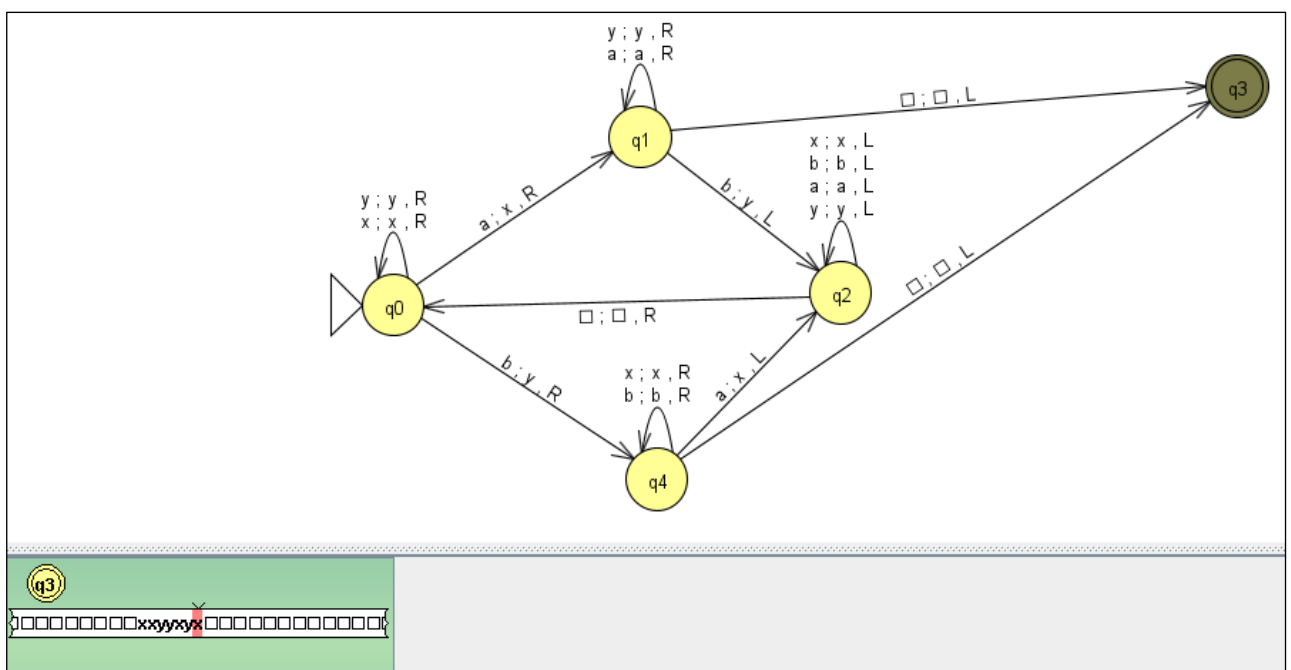 y ; y , R
a ; a , R
q1
q3
□ ; □ , L
x ; x , L
b ; b , L
a ; a , L
y ; y , L
y ; y , R
x ; x , R
a ; x , R
b ; y , L
q2
□ ; □ , L
q0
□ ; □ , R
b ; y , R
x ; x , R
b ; b , R
a ; x , L
q4
q3
□□□□□□□□□xxyyxyx□□□□□□□□□□□□